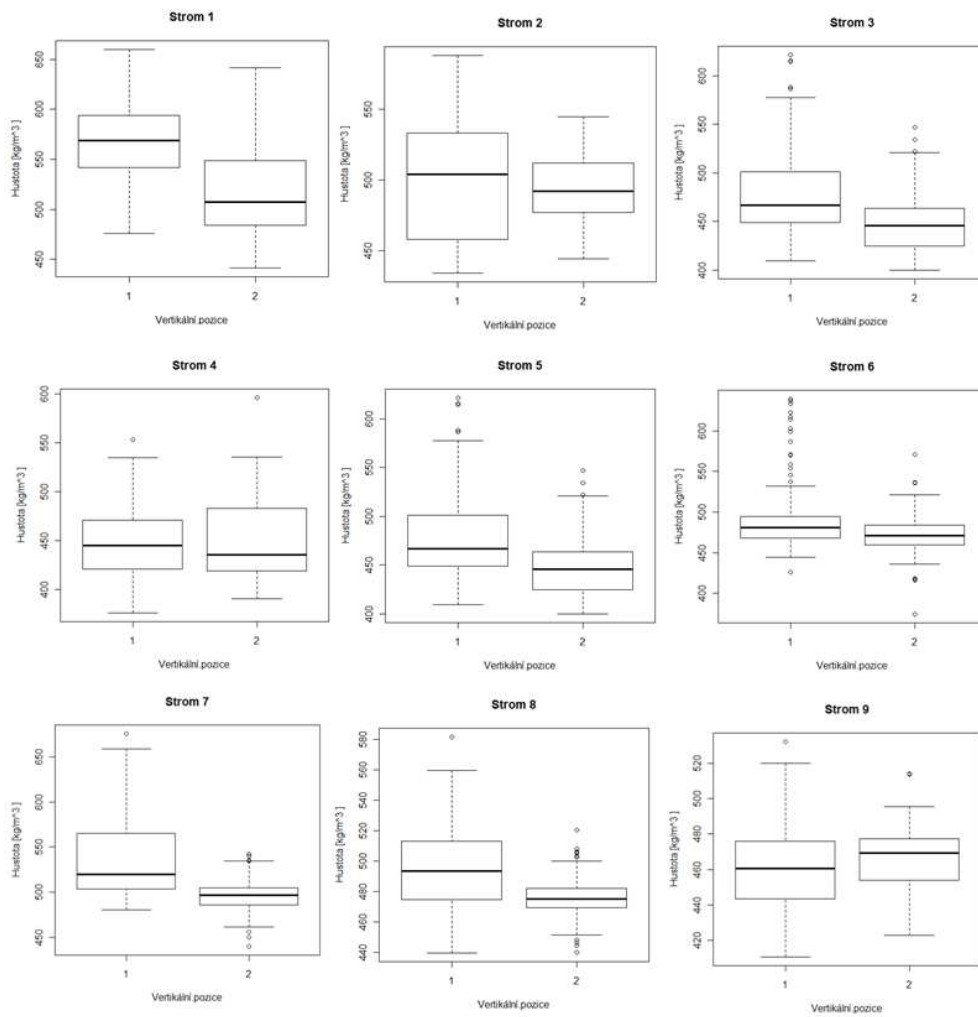 Strom 1
Hustota [kg/m^3 ]
650
600
550
500
450
1
2
Vertikální.pozice
Strom 2
Hustota [kg/m^3 ]
550
500
450
1
2
Vertikální.pozice
Strom 3
Hustota [kg/m^3 ]
600
550
500
450
400
1
2
Vertikální.pozice
Strom 4
Hustota [kg/m^3 ]
600
550
500
450
400
1
2
Vertikální.pozice
Strom 5
Hustota [kg/m^3 ]
600
550
500
450
400
1
2
Vertikální.pozice
Strom 6
Hustota [kg/m^3 ]
600
550
500
450
400
1
2
Vertikální.pozice
Strom 7
Hustota [kg/m^3 ]
650
600
550
500
450
1
2
Vertikální.pozice
Strom 8
Hustota [kg/m^3 ]
580
560
540
520
500
480
460
440
1
2
Vertikální.pozice
Strom 9
Hustota [kg/m^3 ]
520
500
480
460
440
420
1
2
Vertikální.pozice